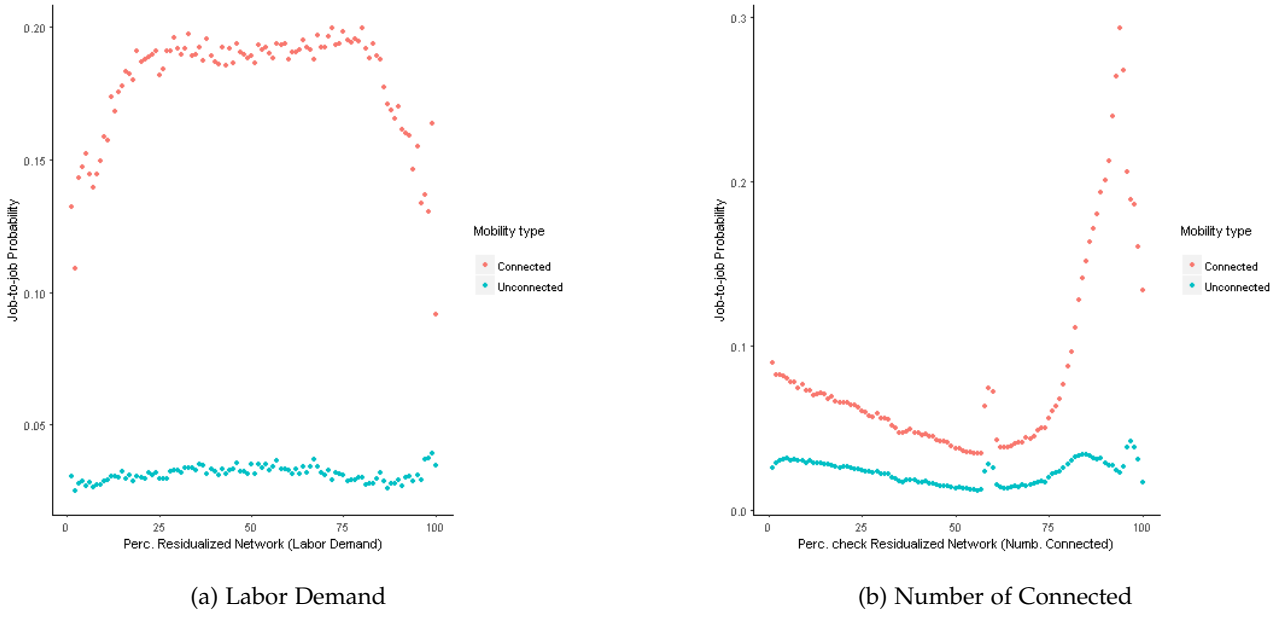 0.20
0.15
0.10
0.05
Job-to-job Probability
0 25 50 75 100
Perc. Residualized Network (Labor Demand)
Mobility type
Connected
Unconnected
(a) Labor Demand
0.3
0.2
0.1
0.0
Job-to-job Probability
0 25 50 75 100
Perc. check Residualized Network (Numb. Connected)
Mobility type
Connected
Unconnected
(b) Number of Connected